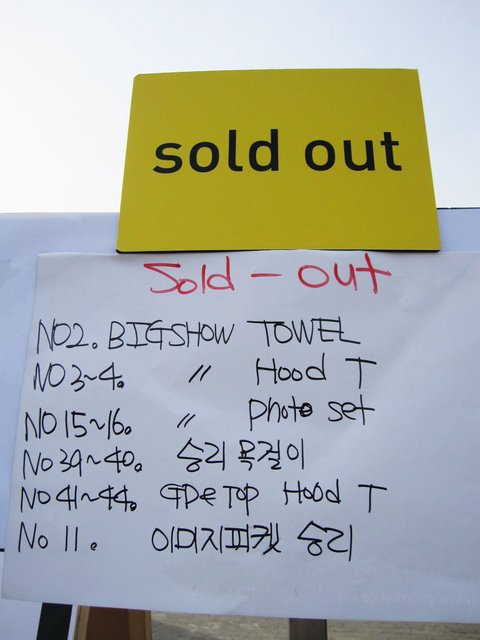 sold out
Sold - out
NO2. BIGSHOW TOWEL
NO3~4. 〃 Hood T
NO15~16. 〃 photo set
NO39~40. 승리 목걸이
NO41~44. GD&TOP Hood T
No 11. 이미지피켓 승리